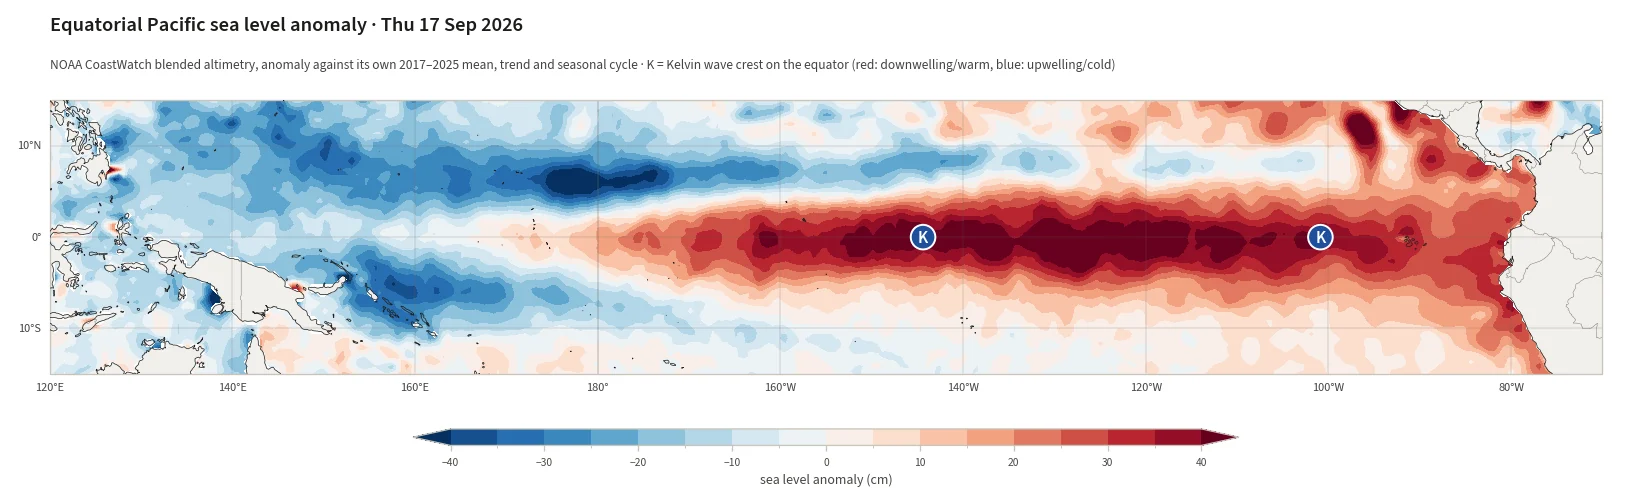 Equatorial Pacific sea level anomaly · Thu 17 Sep 2026
NOAA CoastWatch blended altimetry, anomaly against its own 2017–2025 mean, trend and seasonal cycle · K = Kelvin wave crest on the equator (red: downwelling/warm, blue: upwelling/cold)
10°N
0°
K K
10°S
120°E 140°E 160°E 180° 160°W 140°W 120°W 100°W 80°W
−40 −30 −20 −10 0 10 20 30 40
sea level anomaly (cm)